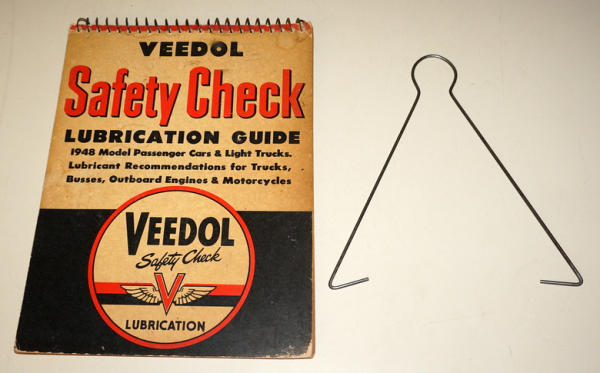 VEEDOL
Safety Check
LUBRICATION GUIDE
1948 Model Passenger Cars & Light Trucks.
Lubricant Recommendations for Trucks,
Busses, Outboard Engines & Motorcycles
VEEDOL
Safety Check
V
LUBRICATION